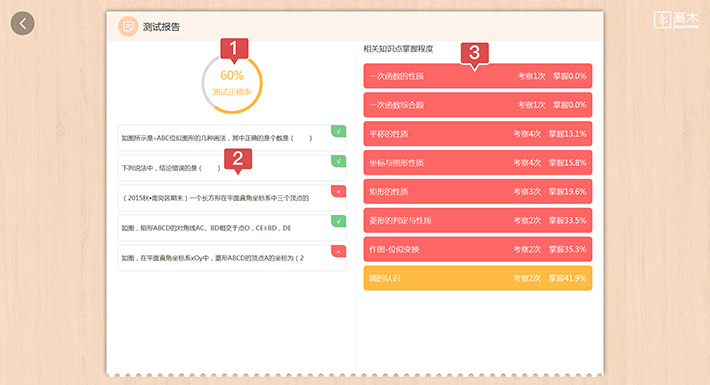 测试报告
高木
1
60%
测试正确率
如图所示是△ABC位似图形的几种画法，其中正确的是个数是（ ）
√
2
下列说法中，结论错误的是（ ）
√
（2015秋•南岗区期末）一个长方形在平面直角坐标系中三个顶点的
×
如图，矩形ABCD的对角线AC、BD相交于点O，CE∥BD，DE
√
如图，在平面直角坐标系xOy中，菱形ABCD的顶点A的坐标为（2
×
相关知识点掌握程度
3
一次函数的性质 考察1次 掌握0.0%
一次函数综合题 考察1次 掌握0.0%
平移的性质 考察4次 掌握13.1%
坐标与图形性质 考察4次 掌握15.8%
矩形的性质 考察3次 掌握19.6%
菱形的判定与性质 考察2次 掌握33.5%
作图-位似变换 考察2次 掌握35.3%
圆的认识 考察2次 掌握41.9%